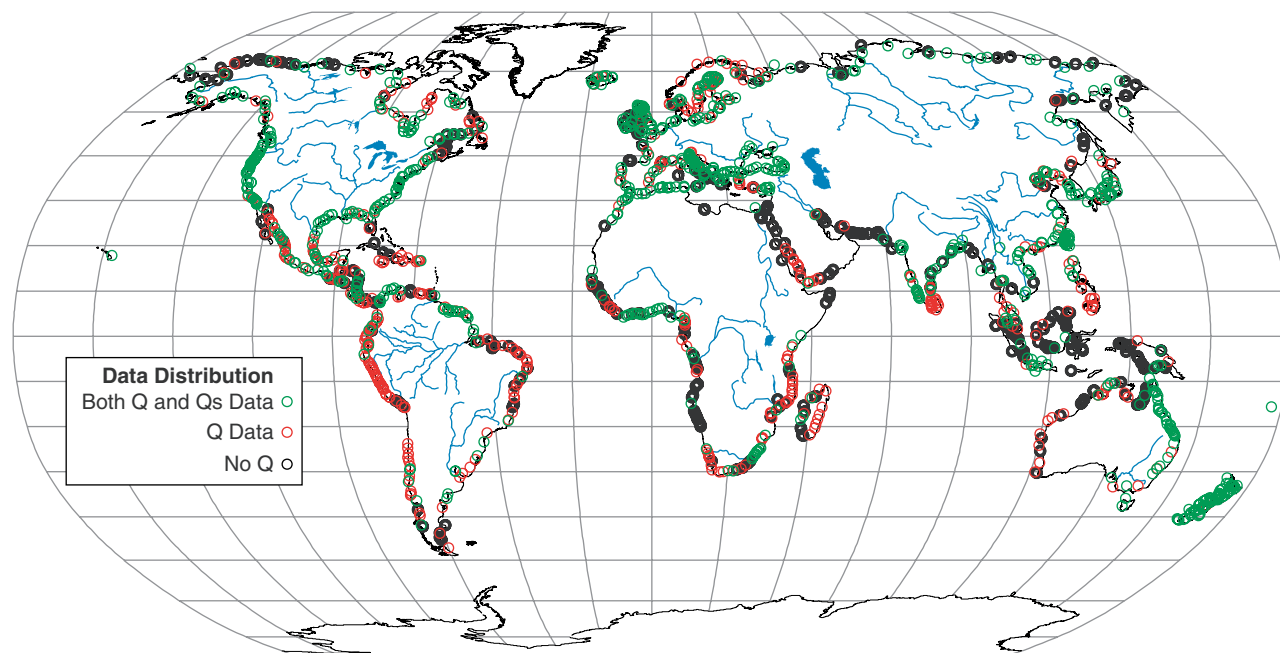 Data Distribution
Both Q and Qs Data
Q Data
No Q